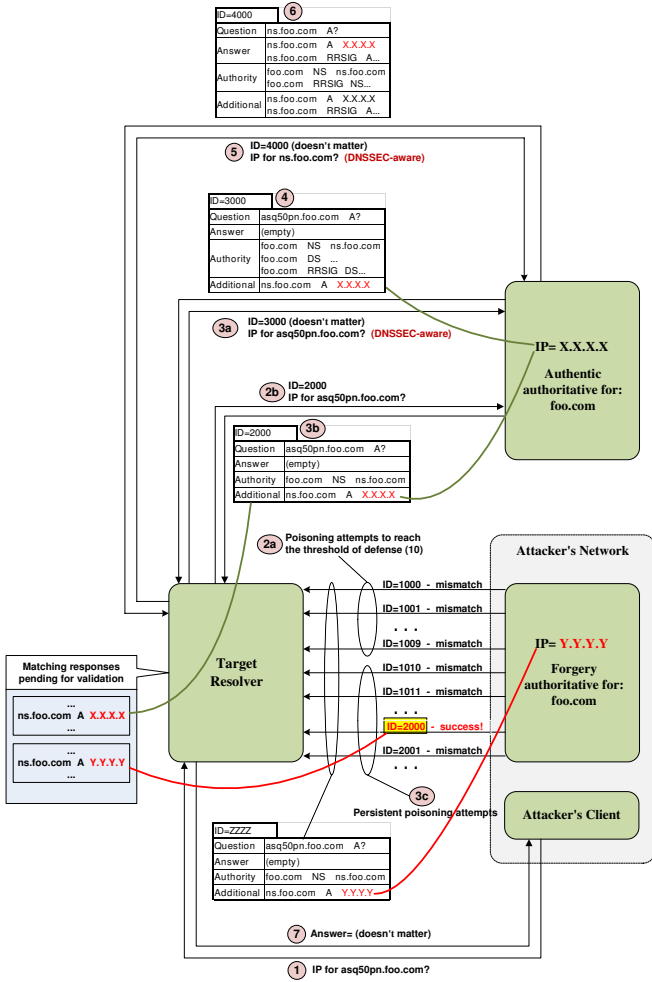 6
ID=4000
Question ns.foo.com A?
Answer ns.foo.com A X.X.X.X
ns.foo.com RRSIG A...
Authority foo.com NS ns.foo.com
foo.com RRSIG NS...
Additional ns.foo.com A X.X.X.X
ns.foo.com RRSIG A...
5 ID=4000 (doesn't matter)
IP for ns.foo.com? (DNSSEC-aware)
4
ID=3000
Question asq50pn.foo.com A?
Answer (empty)
Authority foo.com NS ns.foo.com
foo.com DS ...
foo.com RRSIG DS...
Additional ns.foo.com A X.X.X.X
3a ID=3000 (doesn't matter)
IP for asq50pn.foo.com? (DNSSEC-aware)
IP= X.X.X.X
Authentic
authoritative for:
foo.com
2b ID=2000
IP for asq50pn.foo.com?
3b
ID=2000
Question asq50pn.foo.com A?
Answer (empty)
Authority foo.com NS ns.foo.com
Additional ns.foo.com A X.X.X.X
2a Poisoning attempts to reach
the threshold of defense (10)
Attacker's Network
ID=1000 - mismatch
ID=1001 - mismatch
. . .
ID=1009 - mismatch
ID=1010 - mismatch
ID=1011 - mismatch
. . .
ID=2000 - success!
ID=2001 - mismatch
. . .
IP= Y.Y.Y.Y
Forgery
authoritative for:
foo.com
Target
Resolver
Matching responses
pending for validation
...
ns.foo.com A X.X.X.X
...
...
ns.foo.com A Y.Y.Y.Y
...
3c
Persistent poisoning attempts
Attacker's Client
ID=ZZZZ
Question asq50pn.foo.com A?
Answer (empty)
Authority foo.com NS ns.foo.com
Additional ns.foo.com A Y.Y.Y.Y
7 Answer= (doesn't matter)
1 IP for asq50pn.foo.com?